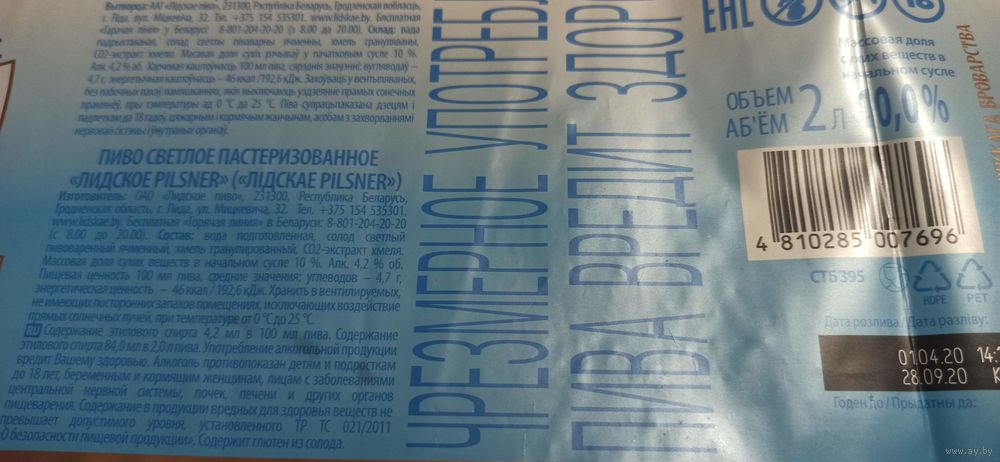 Вытворца: ААТ «Лідскае піва», 231300, Рэспубліка Беларусь, Гродзенская вобласць,
г. Ліда, вул. Міцкевіча, 32. Тэл. +375 154 535301. www.lidskae.by. Бясплатная
«Гарачая лінія» у Беларусі: 8-801-204-20-20 (з 8.00 да 20.00). Склад: вада
падрыхтаваная, солад светлы піваварны ячменны, хмель грануляваны,
СО2-экстракт хмелю. Масавая доля сухіх рэчываў у пачатковым сусле 10 %.
Алк. 4,2 % аб. Харчовая каштоўнасць 100 мл піва, сярэднія значэнні: вугляводаў –
4,7 г, энергетычная каштоўнасць – 46 ккал /192,6 кДж. Захоўваць у вентыляваных,
без пабочных пахаў памяшканнях, якія выключаюць уздзеянне прамых сонечных
прамянёў, пры тэмпературы ад 0 °С да 25 °С. Піва супрацьпаказана дзецям і
падлеткам да 18 гадоў, цяжарным і кормячым жанчынам, асобам з захворваннямі
нервовай сістэмы і ўнутраных органаў.
ПИВО СВЕТЛОЕ ПАСТЕРИЗОВАННОЕ
«ЛИДСКОЕ PILSNER» («ЛІДСКАЕ PILSNER»)
Изготовитель: ОАО «Лидское пиво», 231300, Республика Беларусь,
Гродненская область, г. Лида, ул. Мицкевича, 32. Тел. +375 154 535301.
www.lidskae.by. Бесплатная «Горячая линия» в Беларуси: 8-801-204-20-20
(с 8.00 до 20.00). Состав: вода подготовленная, солод светлый
пивоваренный ячменный, хмель гранулированный, СО2-экстракт хмеля.
Массовая доля сухих веществ в начальном сусле 10 %. Алк. 4,2 % об.
Пищевая ценность 100 мл пива, средние значения: углеводов – 4,7 г,
энергетическая ценность – 46 ккал / 192,6 кДж. Хранить в вентилируемых,
не имеющих посторонних запахов помещениях, исключающих воздействие
прямых солнечных лучей, при температуре от 0 °С до 25 °С.
RU Содержание этилового спирта 4,2 мл в 100 мл пива. Содержание
этилового спирта 84,0 мл в 2,0 л пива. Употребление алкогольной продукции
вредит Вашему здоровью. Алкоголь противопоказан детям и подросткам
до 18 лет, беременным и кормящим женщинам, лицам с заболеваниями
центральной нервной системы, почек, печени и других органов
пищеварения. Содержание в продукции вредных для здоровья веществ не
превышает допустимого уровня, установленного ТР ТС 021/2011
О безопасности пищевой продукции». Содержит глютен из солода.
ЧРЕЗМЕРНОЕ УПОТРЕБ
ПИВА ВРЕДИТ ЗДОР
EAC
Массовая доля
сухих веществ в
начальном сусле
ОБЪЕМ
АБ'ЁМ 2 л 10,0%
БРОВАРСТВА
4 810285 007696
СТБ 395
HDPE PET
Дата розлива / Дата разліву:
01.04.20 14:
28.09.20
Годен до / Прыдатны да:
www.ay.by